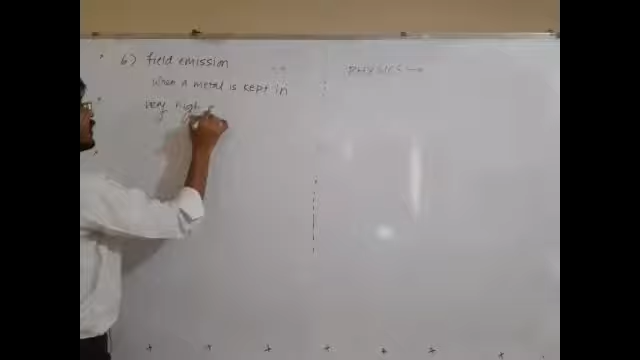 6) field emission
when a metal is kept in
very high
physics